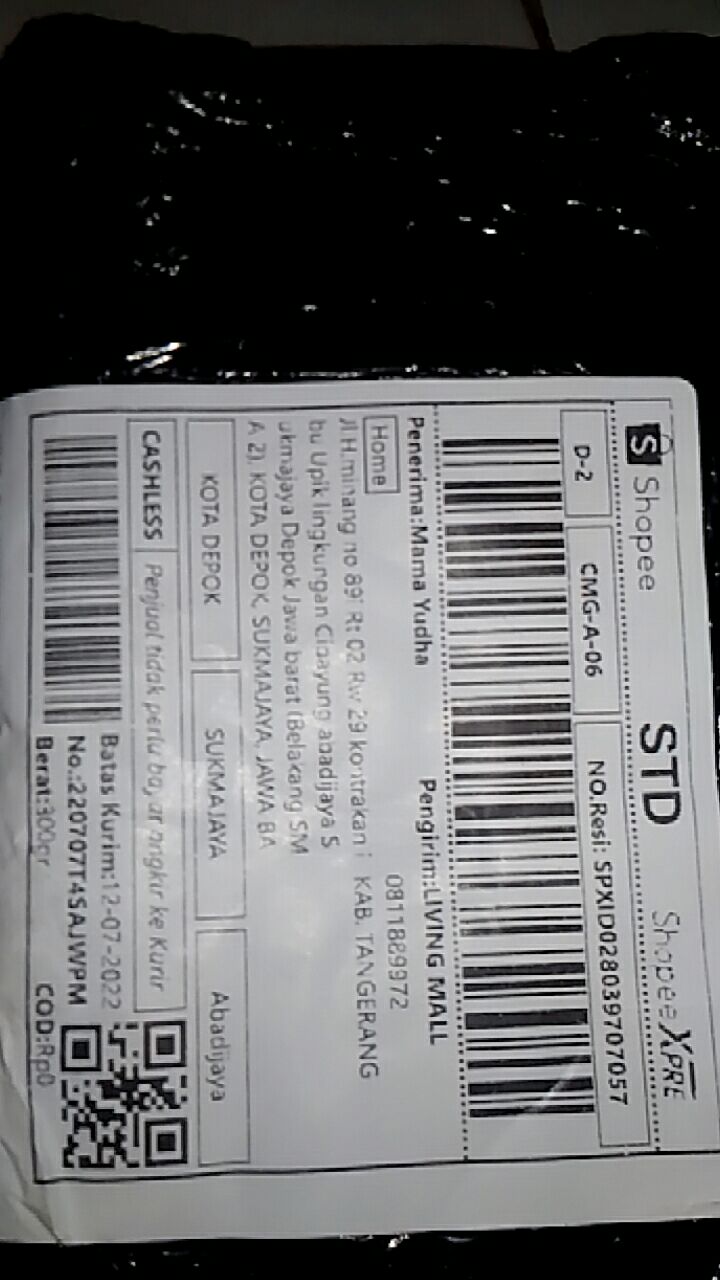 Shopee STD Shopee XPRE
D-2 CMG-A-06 NO.Resi: SPXID028039707057
Penerima:Mama Yudha Pengirim:LIVING MALL
Home 0811889972
Jl.H.minang no 89 Rt 02 Rw 29 kontrakan i KAB. TANGERANG
bu Upik lingkungan Cibayung abadijaya S
ukmajaya Depok Jawa barat (Belakang SM
A 2), KOTA DEPOK, SUKMAJAYA, JAWA BA
KOTA DEPOK SUKMAJAYA Abadijaya
CASHLESS Penjual tidak perlu bayar ongkir ke Kurir
Batas Kurim:12-07-2022
No.:220707T4SAJWPM
Berat:300gr COD:Rp0